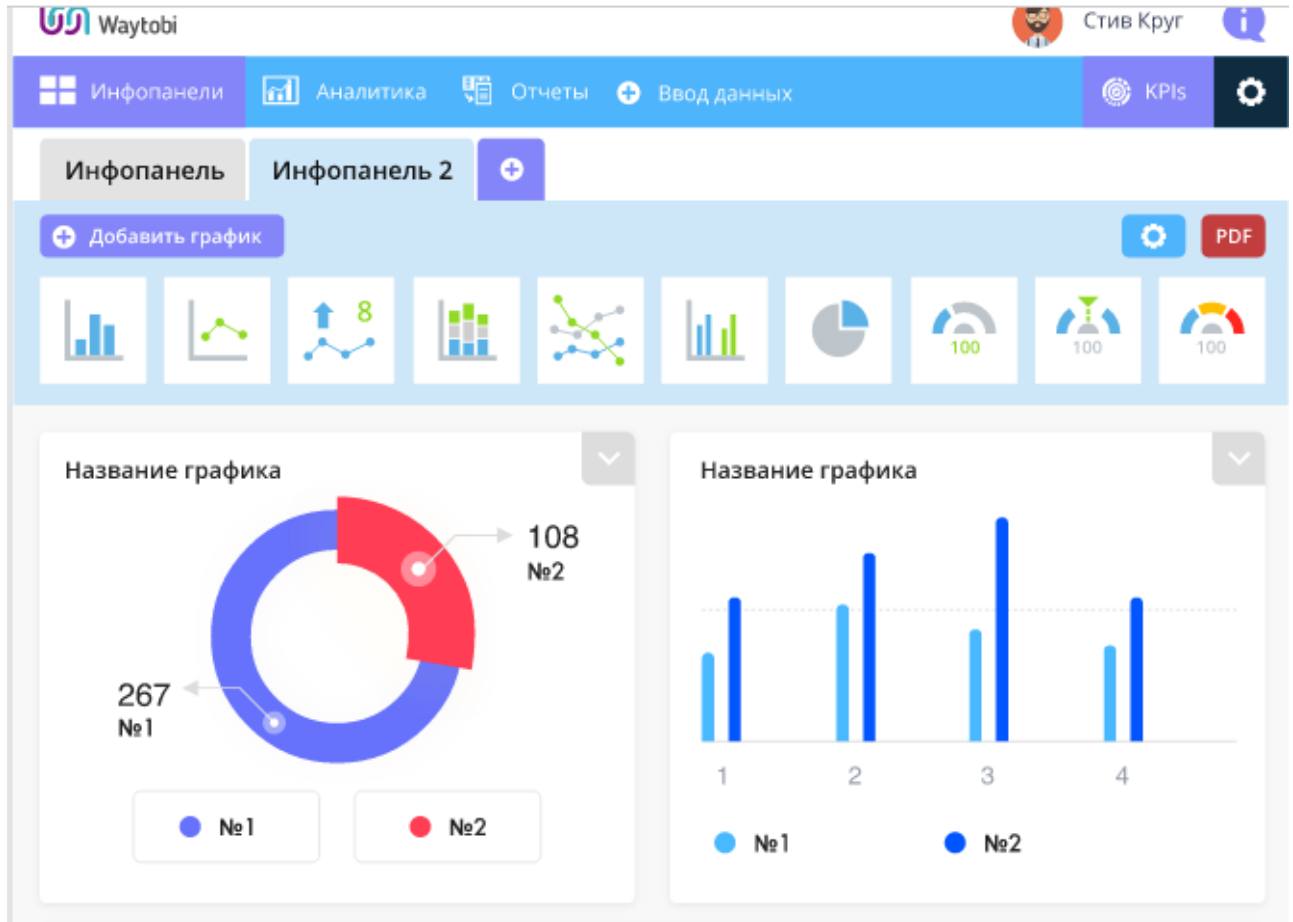 Waytobi
Стив Круг
Инфопанели
Аналитика
Отчеты
Ввод данных
KPIs
Инфопанель
Инфопанель 2
Добавить график
PDF
8
100
100
100
Название графика
108
№2
267
№1
№1
№2
Название графика
1 2 3 4
№1
№2